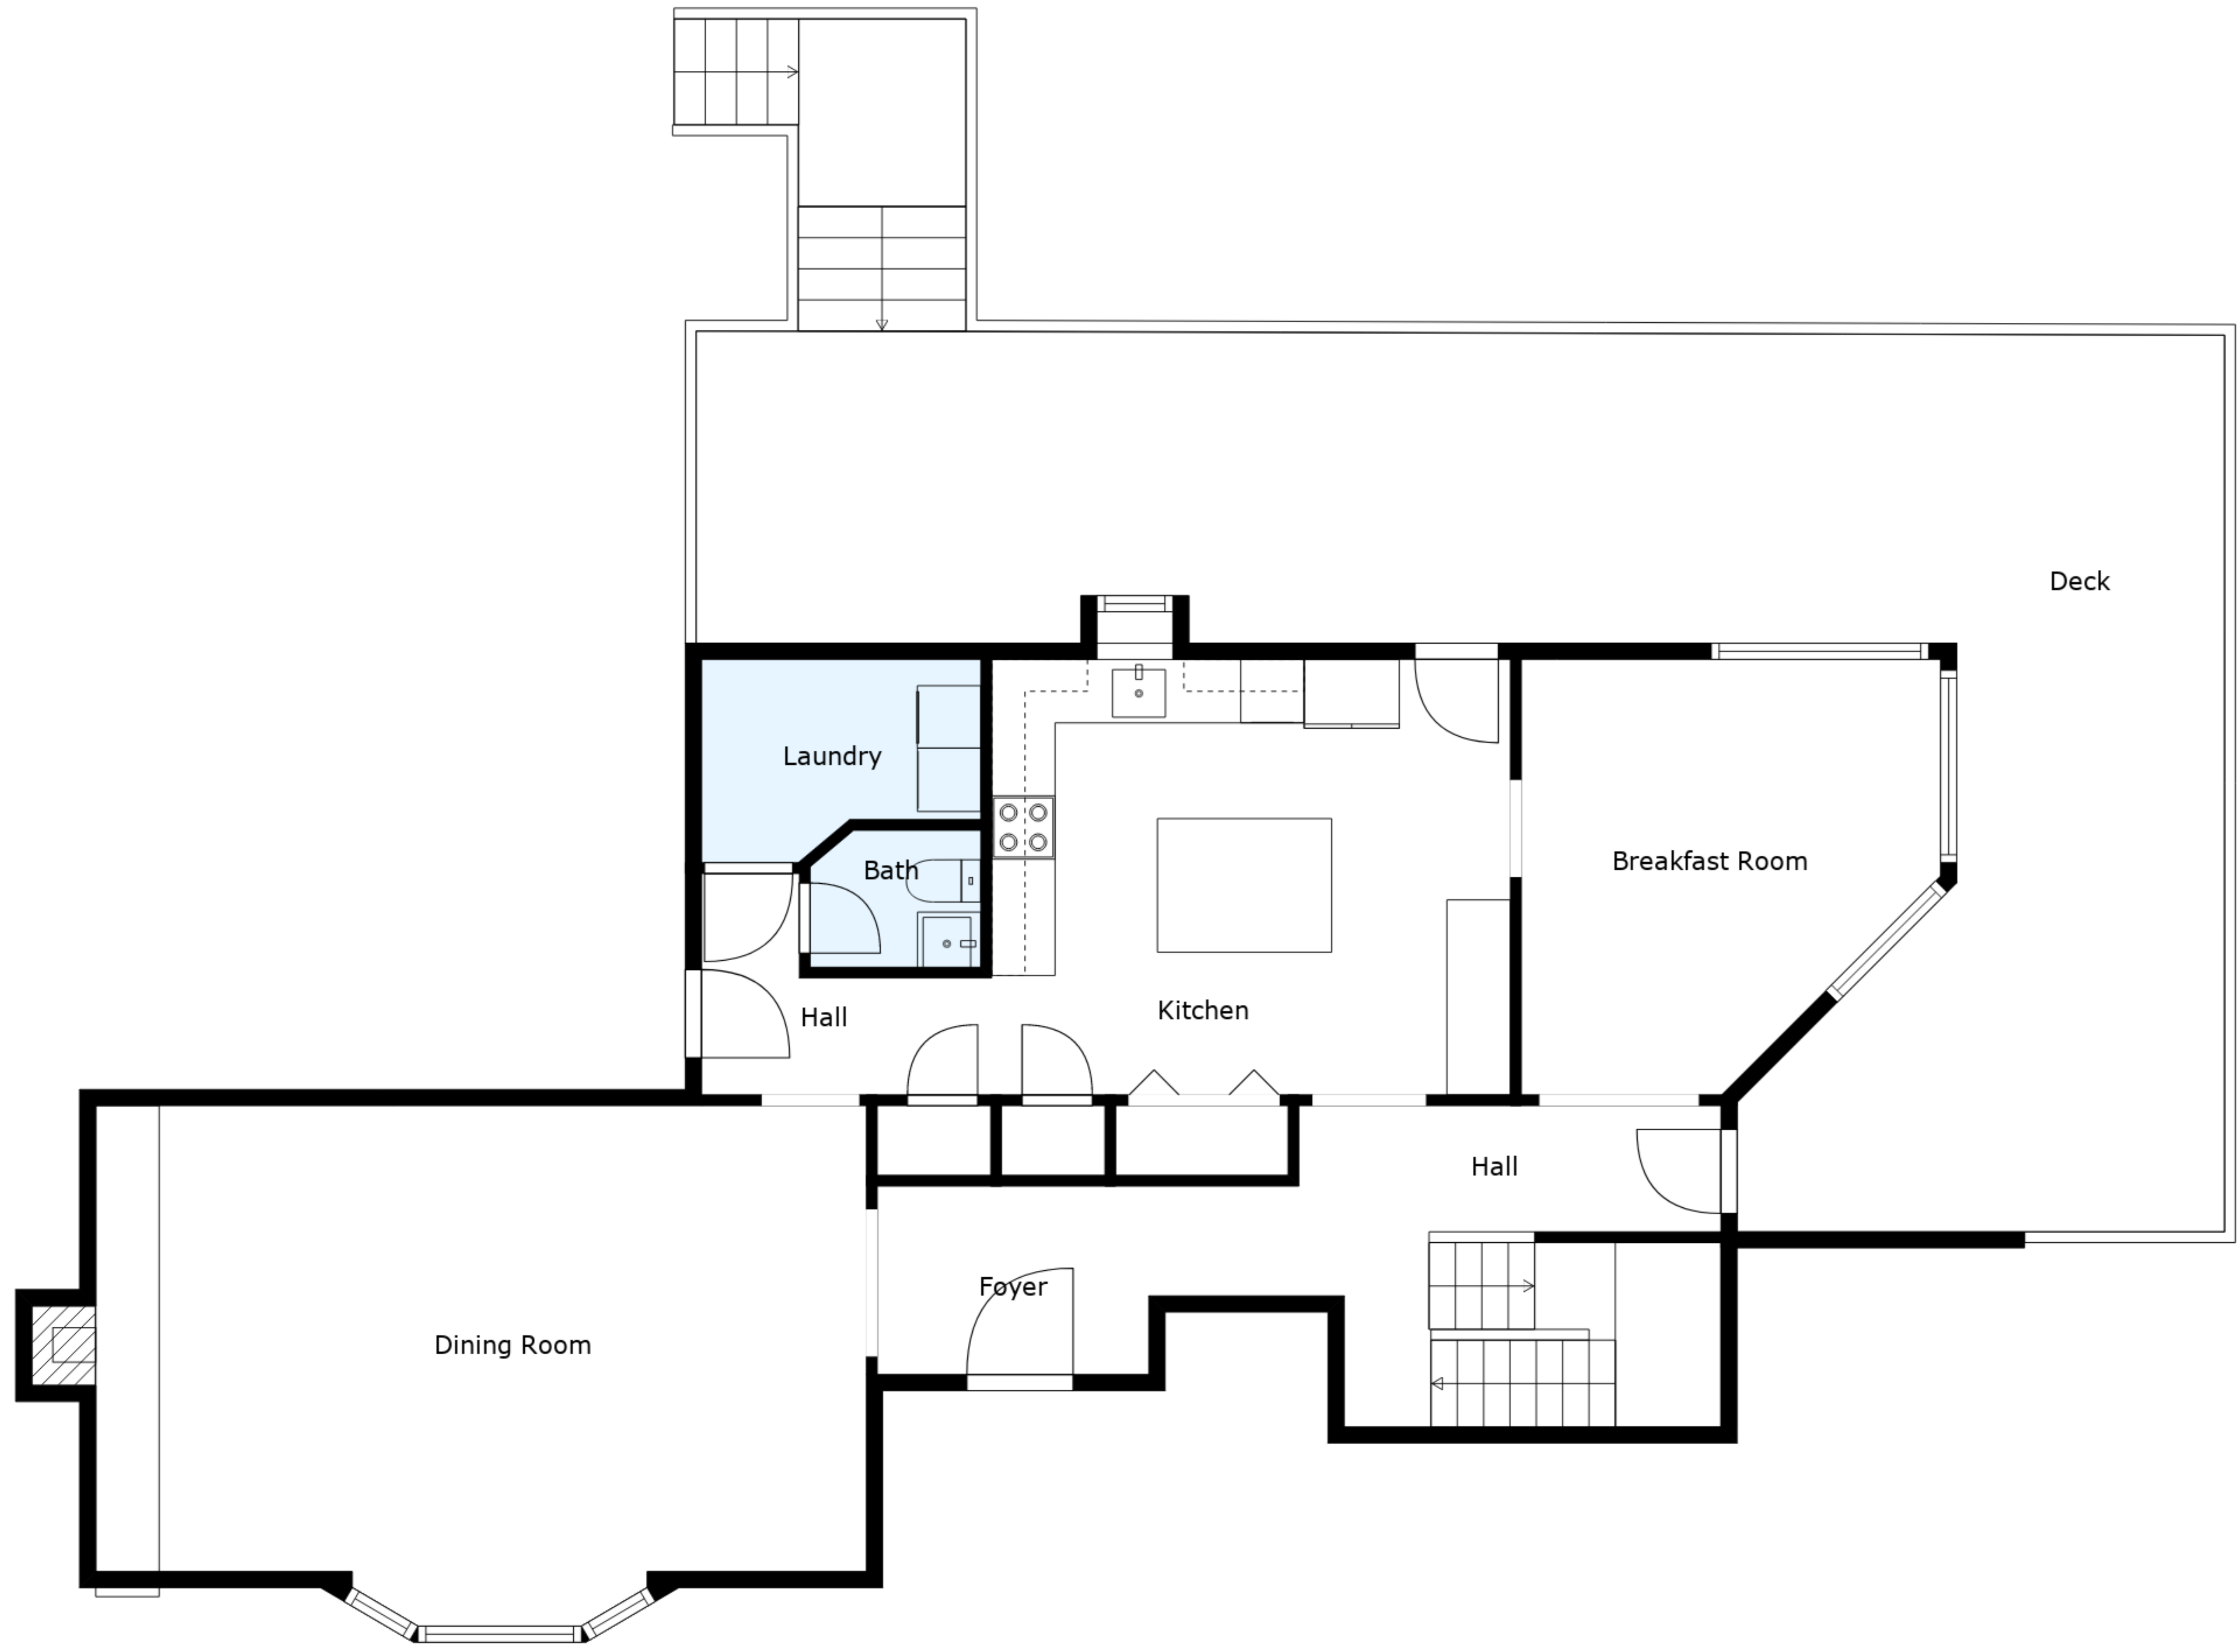 Deck
Laundry
Bath
Breakfast Room
Kitchen
Hall
Hall
Foyer
Dining Room